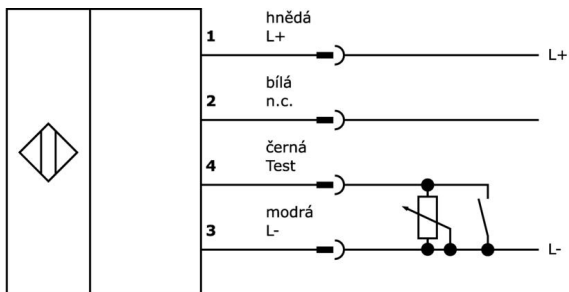 hnědá
1 L+
L+
bílá
2 n.c.
černá
4 Test
modrá
3 L-
L-